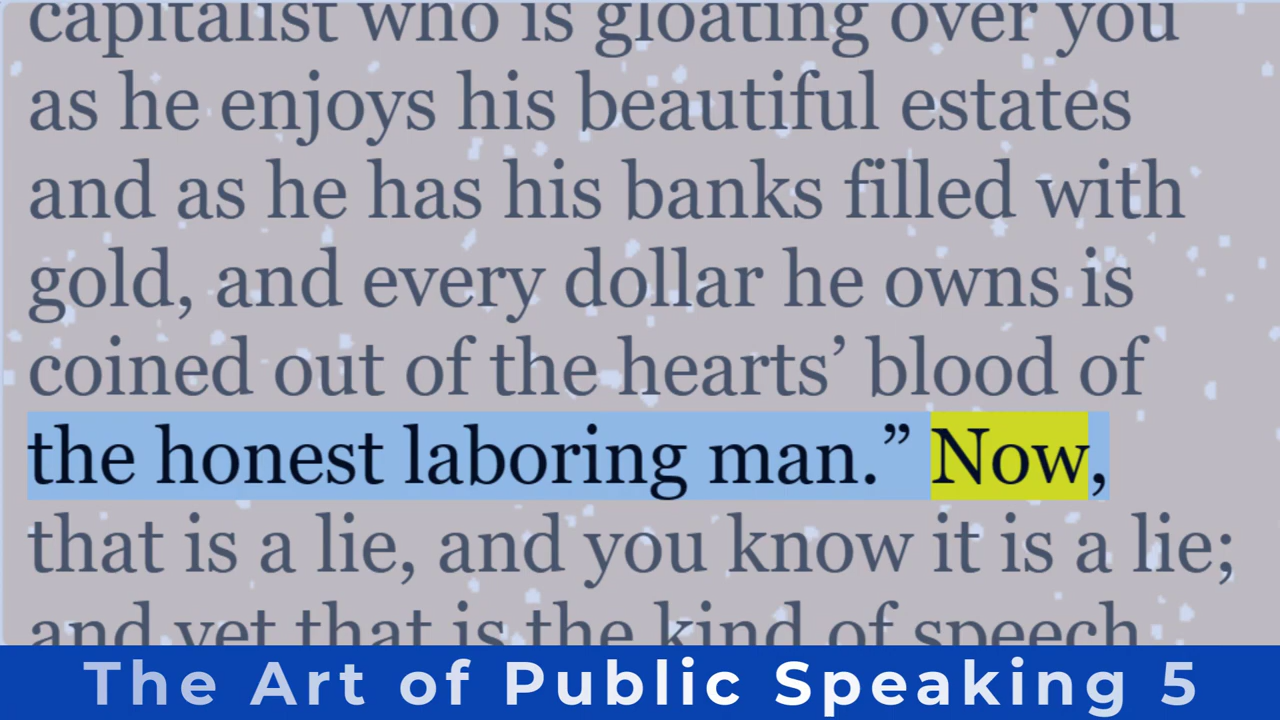 capitalist who is gloating over you
as he enjoys his beautiful estates
and as he has his banks filled with
gold, and every dollar he owns is
coined out of the hearts’ blood of
the honest laboring man.” Now,
that is a lie, and you know it is a lie;
and yet that is the kind of speech
The Art of Public Speaking 5